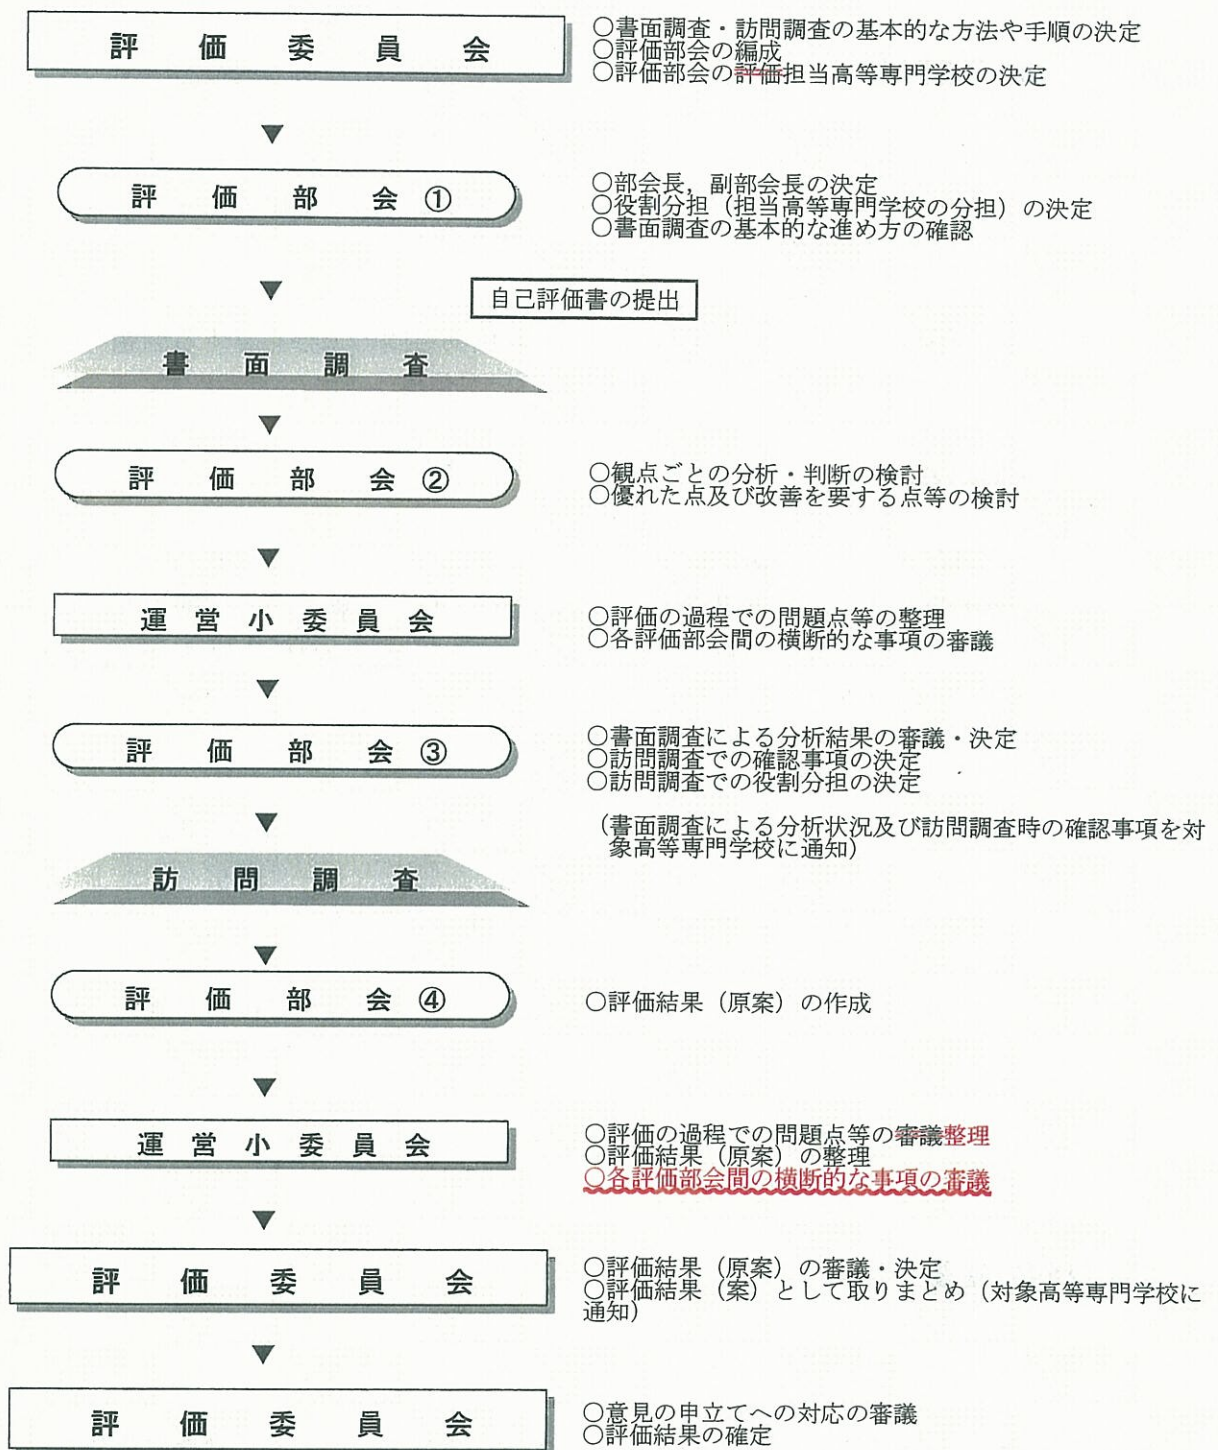 評価委員会
○書面調査・訪問調査の基本的な方法や手順の決定
○評価部会の編成
○評価部会の評価担当高等専門学校の決定
評価部会①
○部会長，副部会長の決定
○役割分担（担当高等専門学校の分担）の決定
○書面調査の基本的な進め方の確認
自己評価書の提出
書面調査
評価部会②
○観点ごとの分析・判断の検討
○優れた点及び改善を要する点等の検討
運営小委員会
○評価の過程での問題点等の整理
○各評価部会間の横断的な事項の審議
評価部会③
○書面調査による分析結果の審議・決定
○訪問調査での確認事項の決定
○訪問調査での役割分担の決定
（書面調査による分析状況及び訪問調査時の確認事項を対
象高等専門学校に通知）
訪問調査
評価部会④
○評価結果（原案）の作成
運営小委員会
○評価の過程での問題点等の審議整理
○評価結果（原案）の整理
○各評価部会間の横断的な事項の審議
評価委員会
○評価結果（原案）の審議・決定
○評価結果（案）として取りまとめ（対象高等専門学校に
通知）
評価委員会
○意見の申立てへの対応の審議
○評価結果の確定